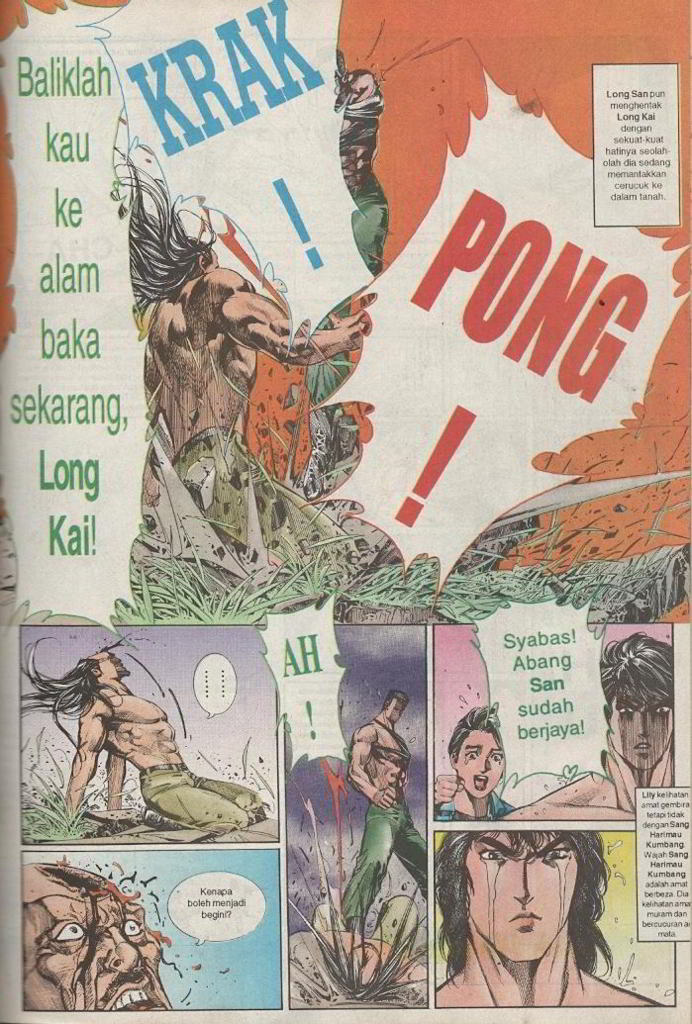 Baliklah
kau
ke
alam
baka
sekarang,
Long
Kai!
KRAK
!
PONG
!
Long San pun
menghentak
Long Kai
dengan
sekuat-kuat
hatinya seolah-
olah dia sedang
memantakkan
cerucuk ke
dalam tanah.
AH
!
Kenapa
boleh menjadi
begini?
Syabas!
Abang
San
sudah
berjaya!
Lily kelihatan
amat gembira
tetapi tidak
dengan Sang
Harimau
Kumbang.
Wajah Sang
Harimau
Kumbang
adalah amat
berbeza. Dia
kelihatan amat
muram dan
bercucuran air
mata.